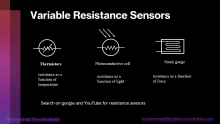 Variable Resistance Sensors
Thermistors
resistance as a
function of
temperature
Photoconductive cell
resistance as a
function of light
Strain gauge
resistance as a function
of force
Search on google and YouTube for resistance sensors